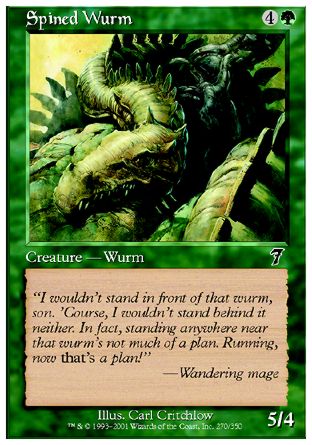 Spined Wurm 4
Creature — Wurm 7
“I wouldn’t stand in front of that wurm,
son. ’Course, I wouldn’t stand behind it
neither. In fact, standing anywhere near
that wurm’s not much of a plan. Running,
now that’s a plan!”
—Wandering mage
Illus. Carl Critchlow
™ & © 1993–2001 Wizards of the Coast, Inc. 270/350
5/4